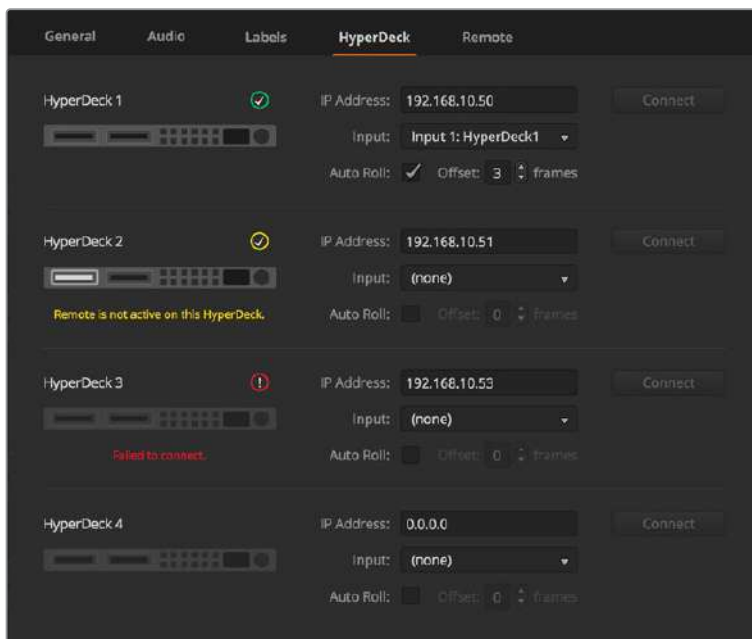 General Audio Labels HyperDeck Remote
HyperDeck 1 IP Address: 192.168.10.50 Connect
Input: Input 1: HyperDeck1
Auto Roll: Offset: 3 frames
HyperDeck 2 IP Address: 192.168.10.51 Connect
Input: (none)
Remote is not active on this HyperDeck. Auto Roll: Offset: 0 frames
HyperDeck 3 IP Address: 192.168.10.53 Connect
Input: (none)
Failed to connect. Auto Roll: Offset: 0 frames
HyperDeck 4 IP Address: 0.0.0.0 Connect
Input: (none)
Auto Roll: Offset: 0 frames